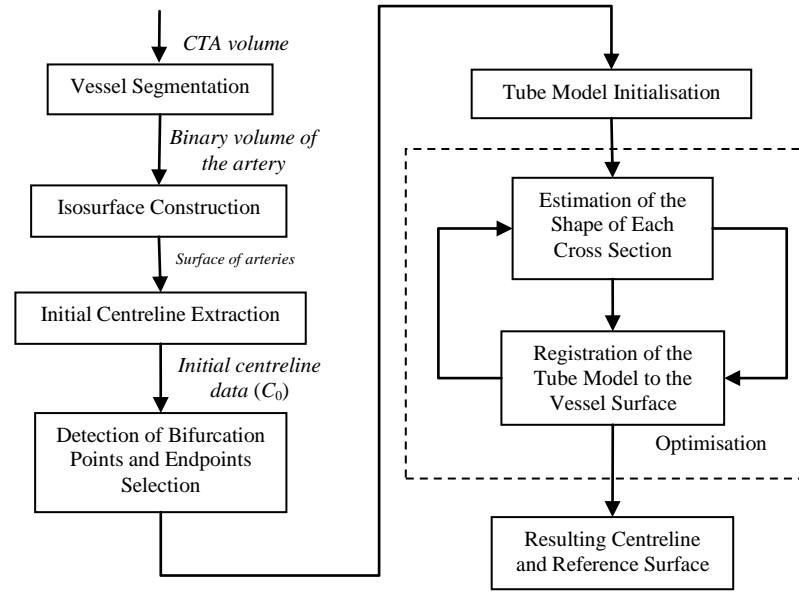 CTA volume
Vessel Segmentation
Binary volume of
the artery
Isosurface Construction
Surface of arteries
Initial Centreline Extraction
Initial centreline
data (C₀)
Detection of Bifurcation
Points and Endpoints
Selection
Tube Model Initialisation
Estimation of the
Shape of Each
Cross Section
Registration of the
Tube Model to the
Vessel Surface
Optimisation
Resulting Centreline
and Reference Surface